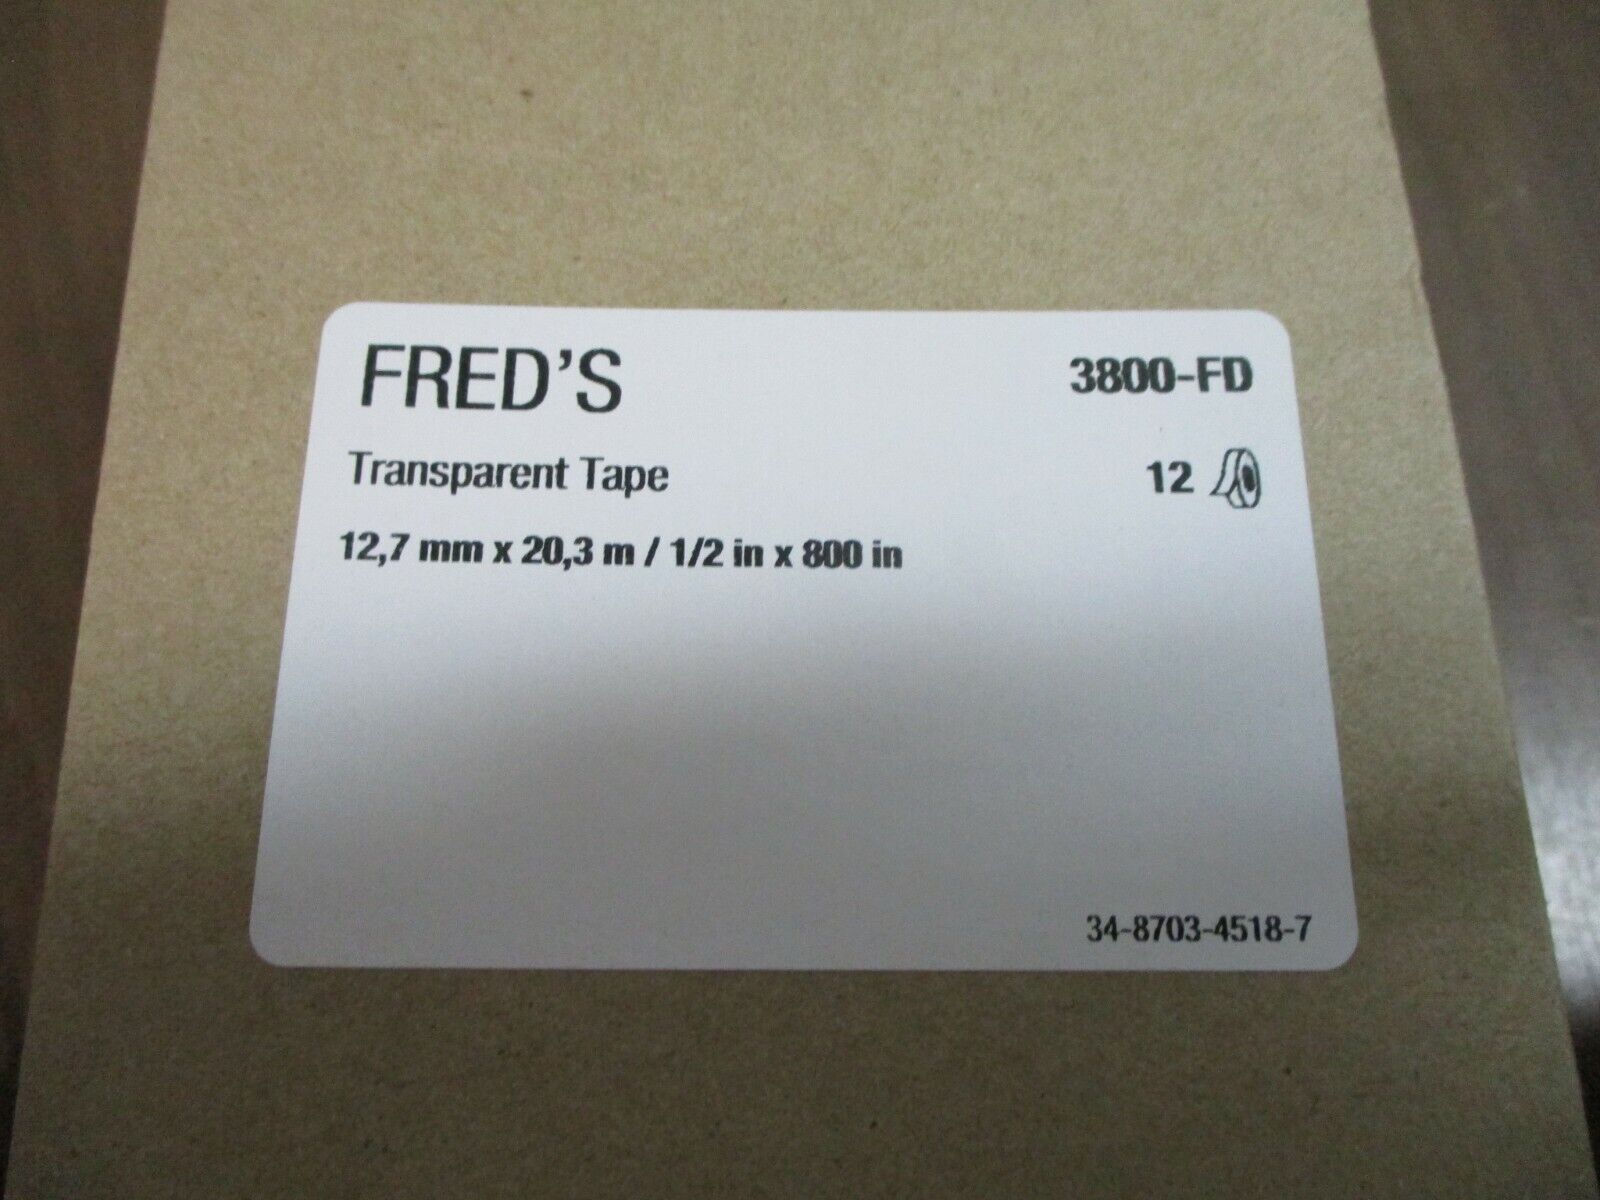 FRED'S 3800-FD
Transparent Tape 12
12,7 mm x 20,3 m / 1/2 in x 800 in
34-8703-4518-7